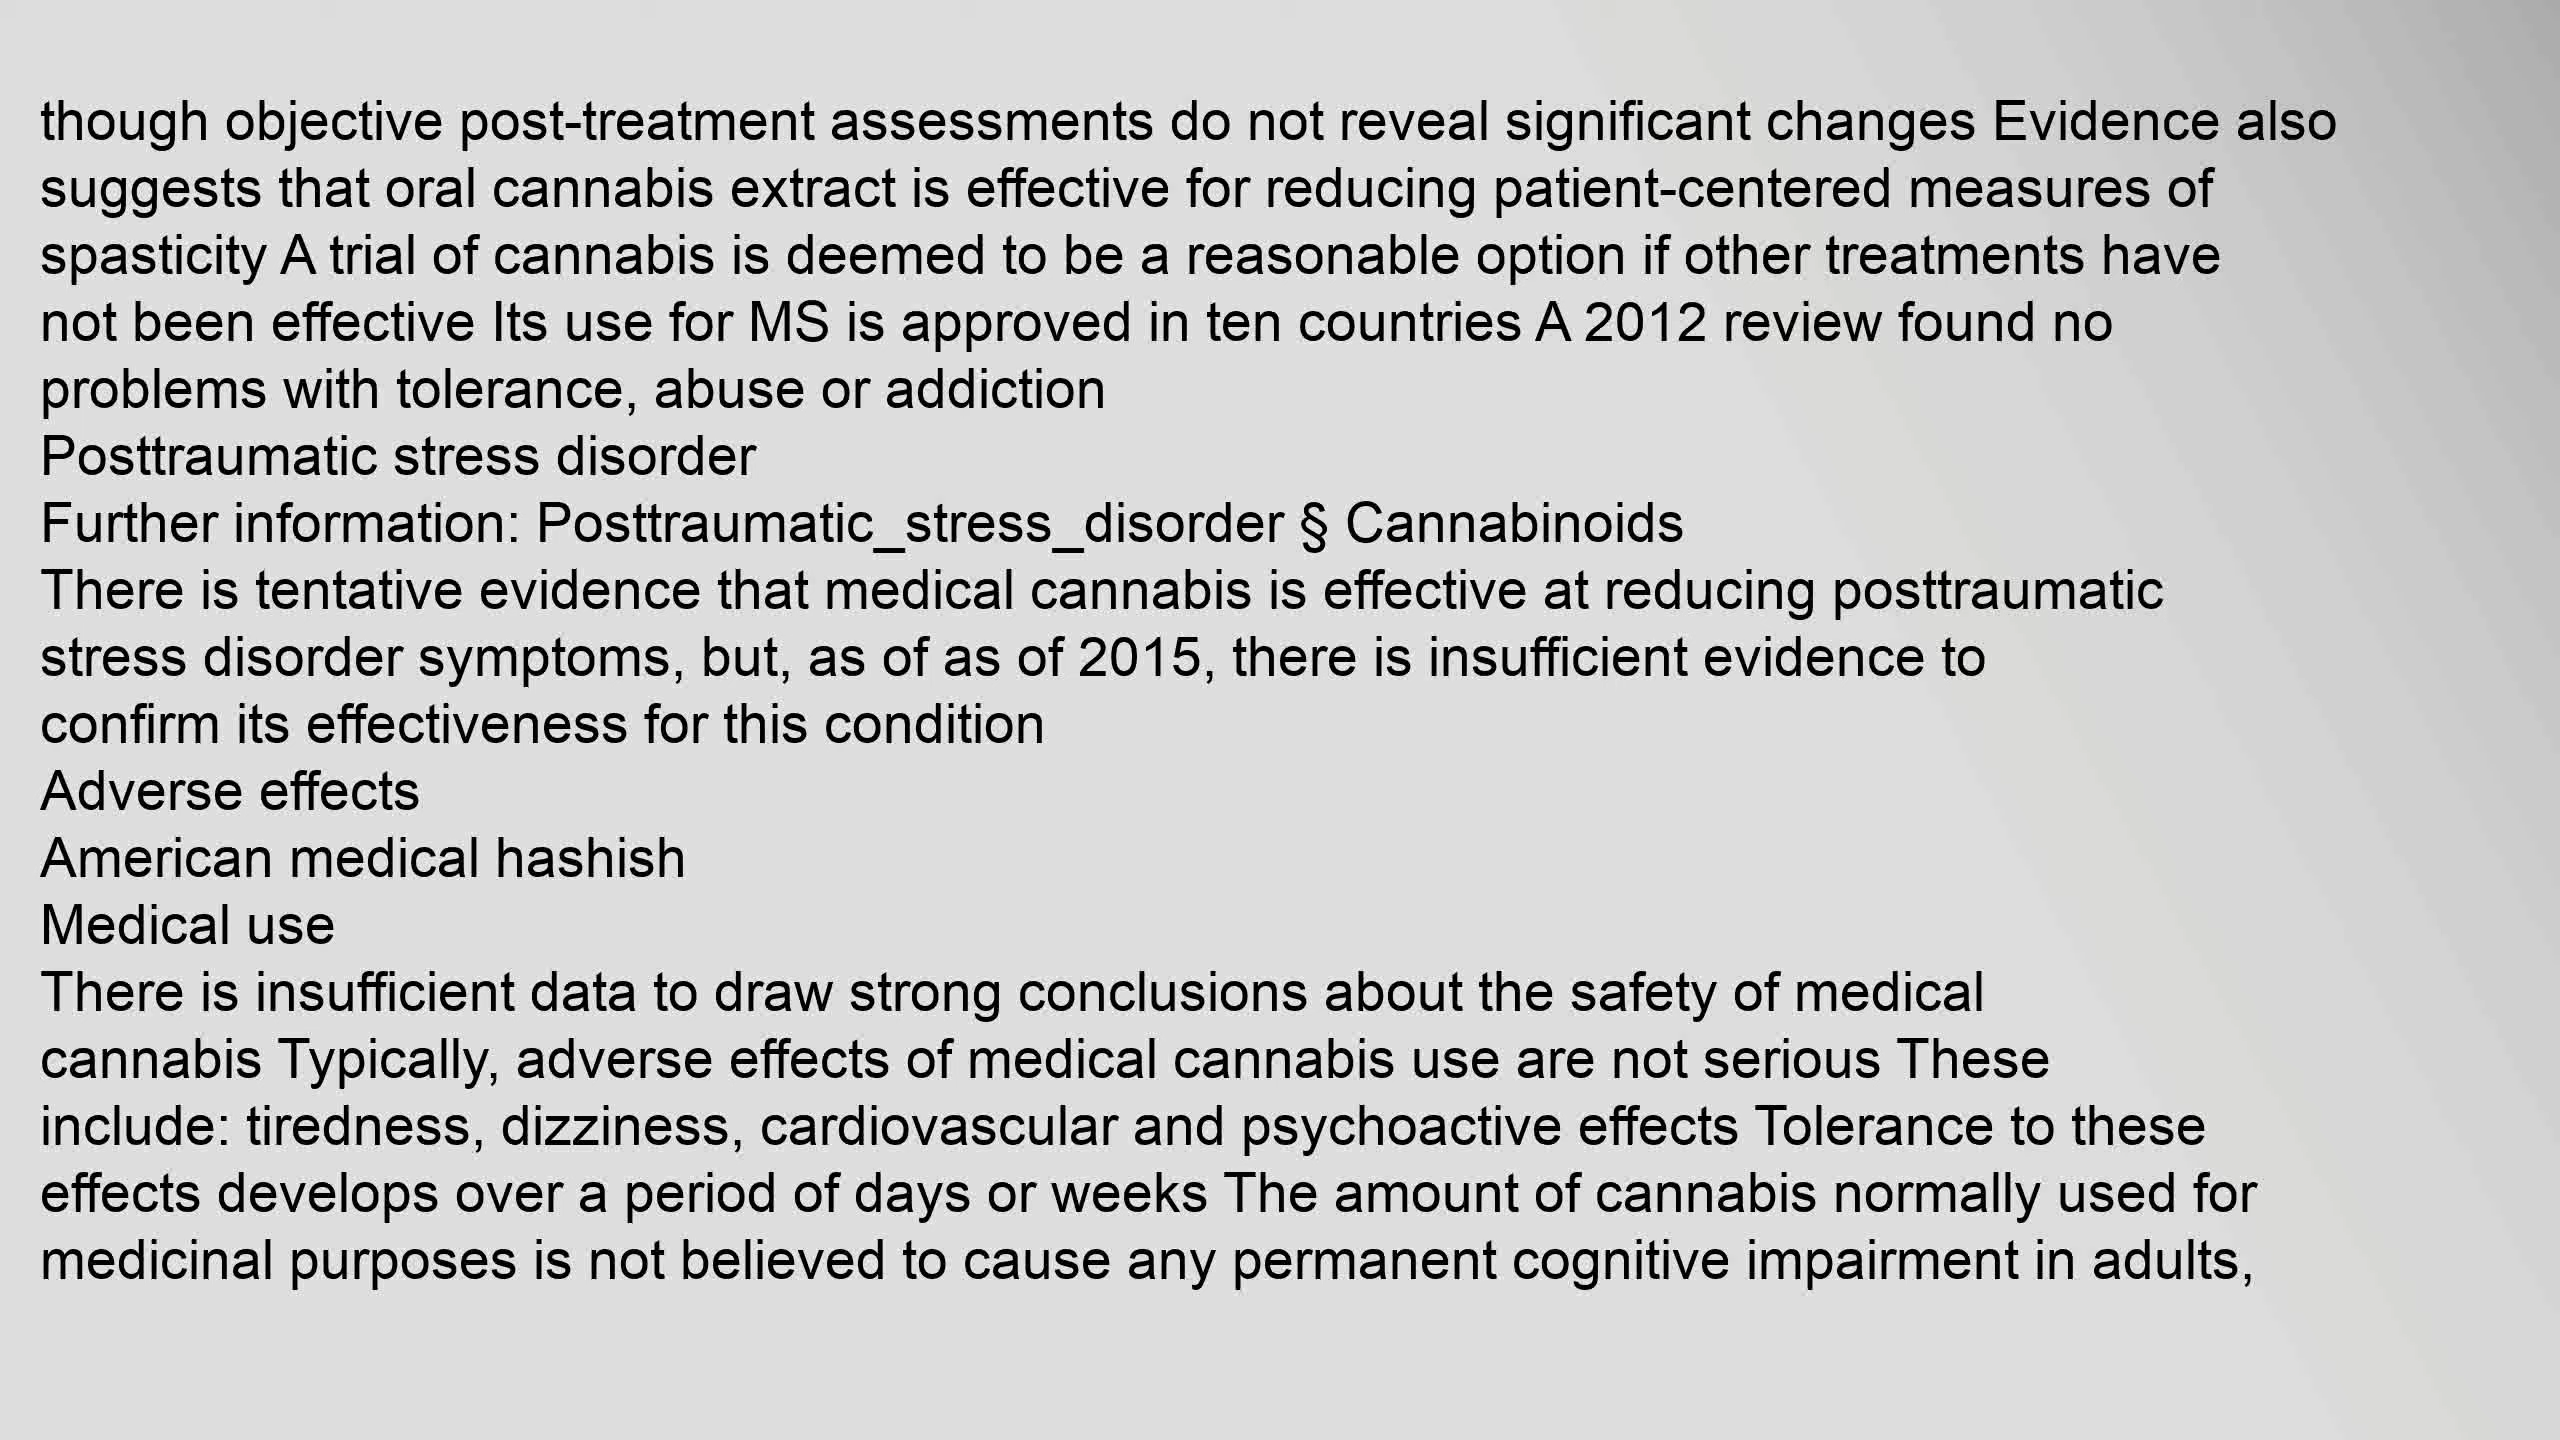 though objective post-treatment assessments do not reveal significant changes Evidence also
suggests that oral cannabis extract is effective for reducing patient-centered measures of
spasticity A trial of cannabis is deemed to be a reasonable option if other treatments have
not been effective Its use for MS is approved in ten countries A 2012 review found no
problems with tolerance, abuse or addiction
Posttraumatic stress disorder
Further information: Posttraumatic_stress_disorder § Cannabinoids
There is tentative evidence that medical cannabis is effective at reducing posttraumatic
stress disorder symptoms, but, as of as of 2015, there is insufficient evidence to
confirm its effectiveness for this condition
Adverse effects
American medical hashish
Medical use
There is insufficient data to draw strong conclusions about the safety of medical
cannabis Typically, adverse effects of medical cannabis use are not serious These
include: tiredness, dizziness, cardiovascular and psychoactive effects Tolerance to these
effects develops over a period of days or weeks The amount of cannabis normally used for
medicinal purposes is not believed to cause any permanent cognitive impairment in adults,